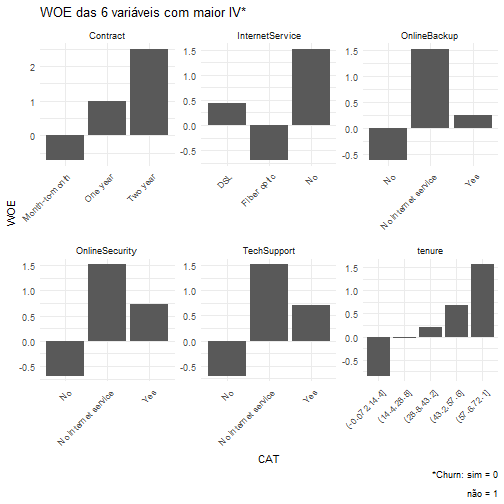 WOE das 6 variáveis com maior IV*
Contract
InternetService
OnlineBackup
2
1
0
1.5
1.0
0.5
0.0
-0.5
1.5
1.0
0.5
0.0
-0.5
Month-to-month
One year
Two year
DSL
Fiber optic
No
No
No internet service
Yes
WOE
OnlineSecurity
TechSupport
tenure
1.5
1.0
0.5
0.0
-0.5
1.5
1.0
0.5
0.0
-0.5
1.5
1.0
0.5
0.0
-0.5
No
No internet service
Yes
No
No internet service
Yes
(-0.072,14.4]
(14.4,28.8]
(28.8,43.2]
(43.2,57.6]
(57.6,72.1]
CAT
*Churn: sim = 0
não = 1